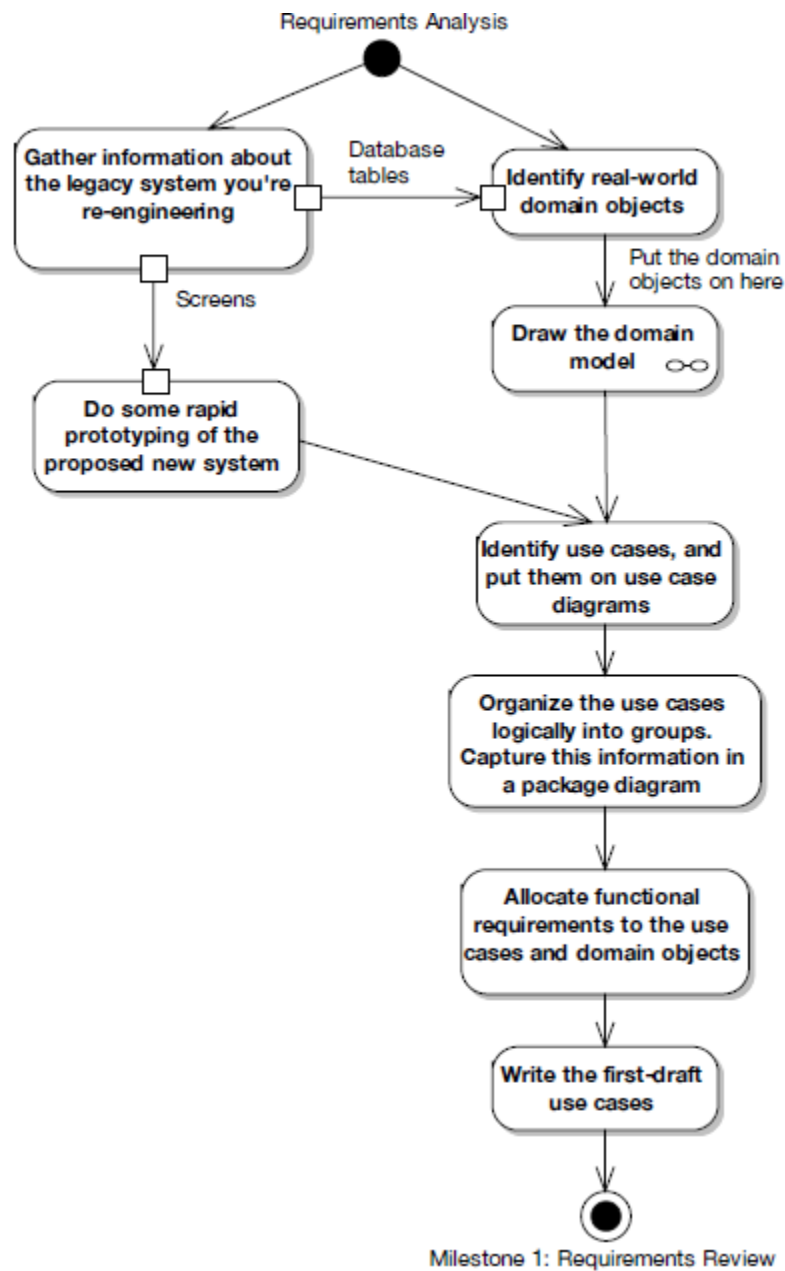 Requirements Analysis
Gather information about
the legacy system you're
re-engineering
Database
tables
Identify real-world
domain objects
Screens
Put the domain
objects on here
Draw the domain
model
Do some rapid
prototyping of the
proposed new system
Identify use cases, and
put them on use case
diagrams
Organize the use cases
logically into groups.
Capture this information in
a package diagram
Allocate functional
requirements to the use
cases and domain objects
Write the first-draft
use cases
Milestone 1: Requirements Review